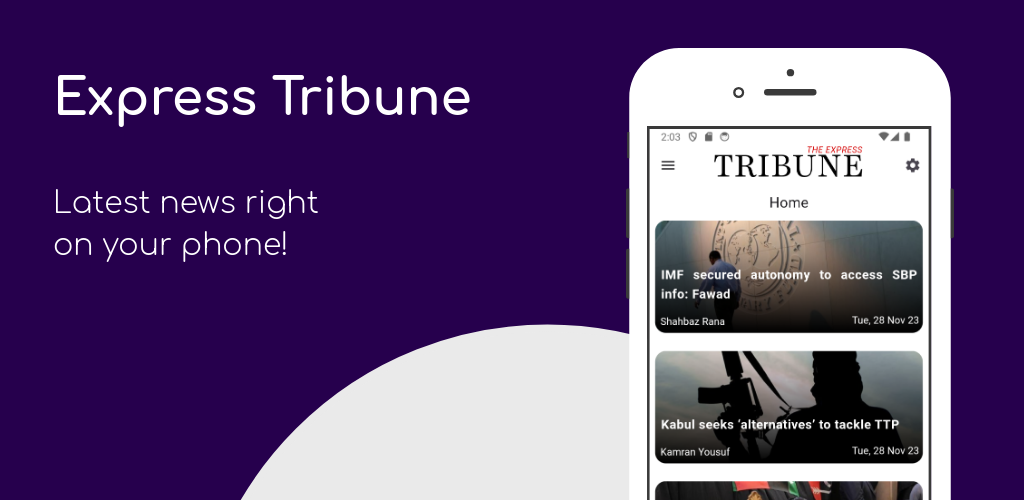 Express Tribune
Latest news right
on your phone!
2:03
THE EXPRESS
TRIBUNE
Home
IMF secured autonomy to access SBP
info: Fawad
Shahbaz Rana
Tue, 28 Nov 23
Kabul seeks ‘alternatives’ to tackle TTP
Kamran Yousuf
Tue, 28 Nov 23